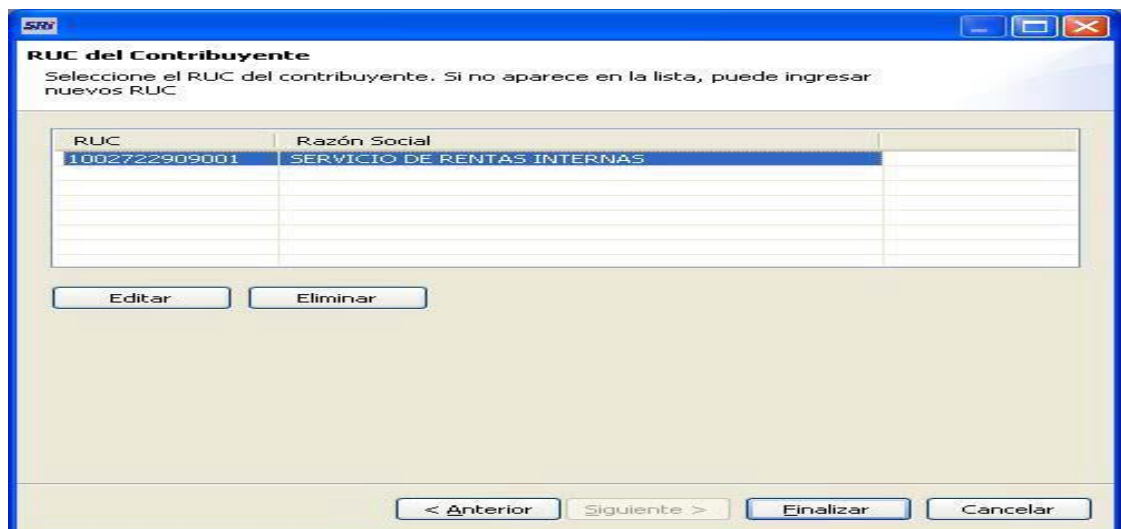 SRi
RUC del Contribuyente
Seleccione el RUC del contribuyente. Si no aparece en la lista, puede ingresar
nuevos RUC
RUC Razón Social
1002722909001 SERVICIO DE RENTAS INTERNAS
Editar Eliminar
< Anterior Siguiente > Finalizar Cancelar